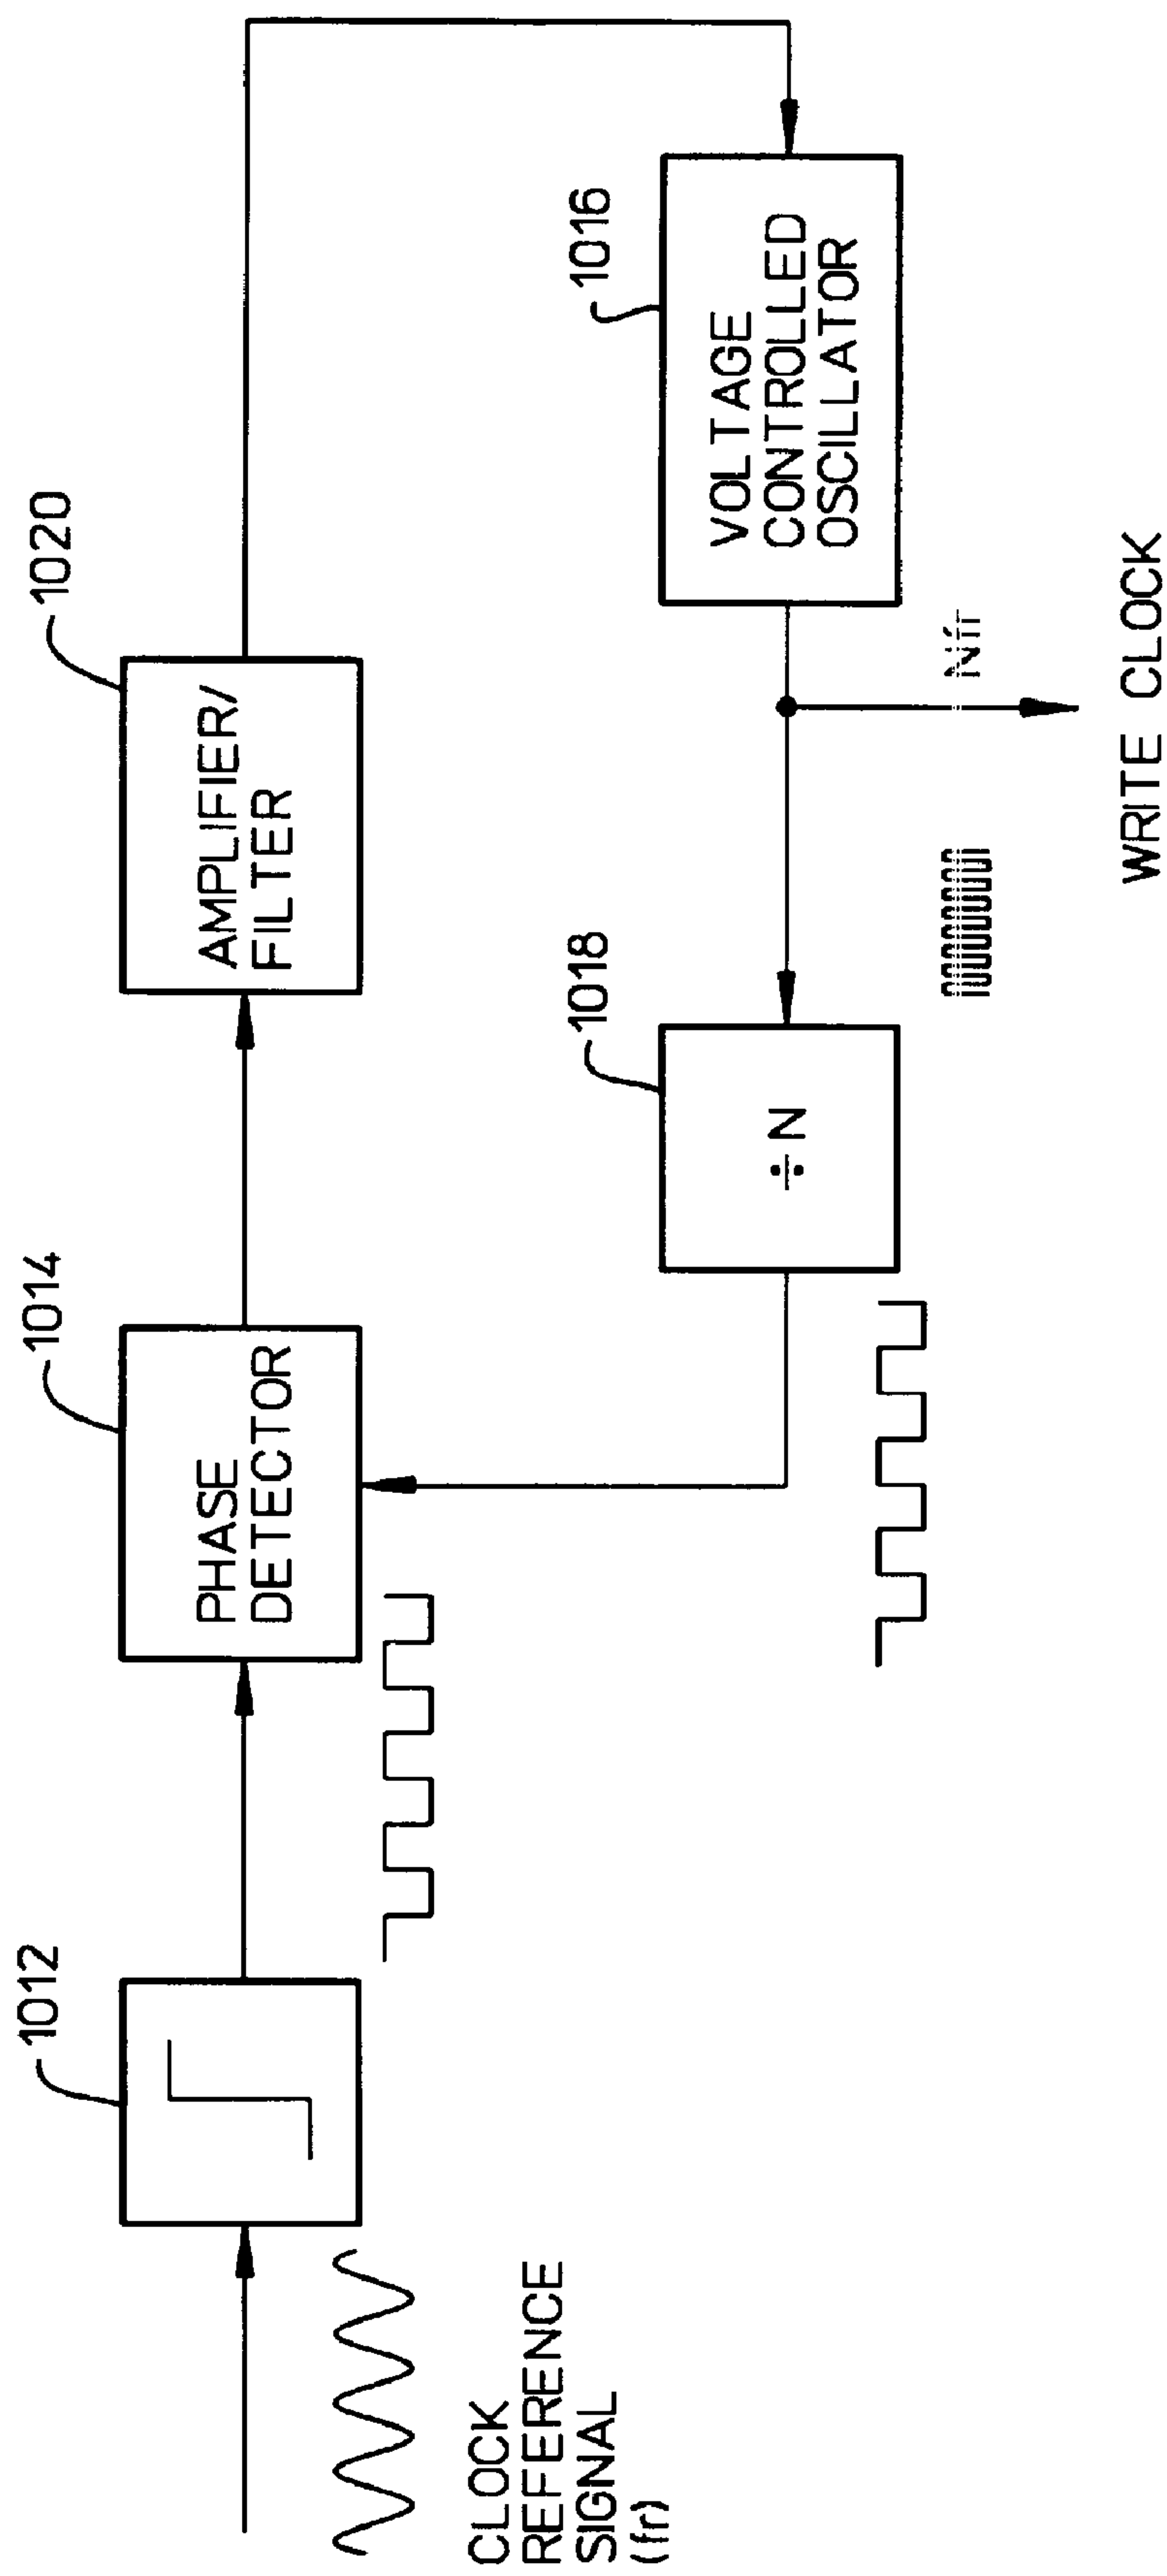 1012
1014
PHASE
DETECTOR
1020
AMPLIFIER/
FILTER
CLOCK
REFERENCE
SIGNAL
(fr)
1018
÷ N
1016
VOLTAGE
CONTROLLED
OSCILLATOR
Nfr
WRITE CLOCK